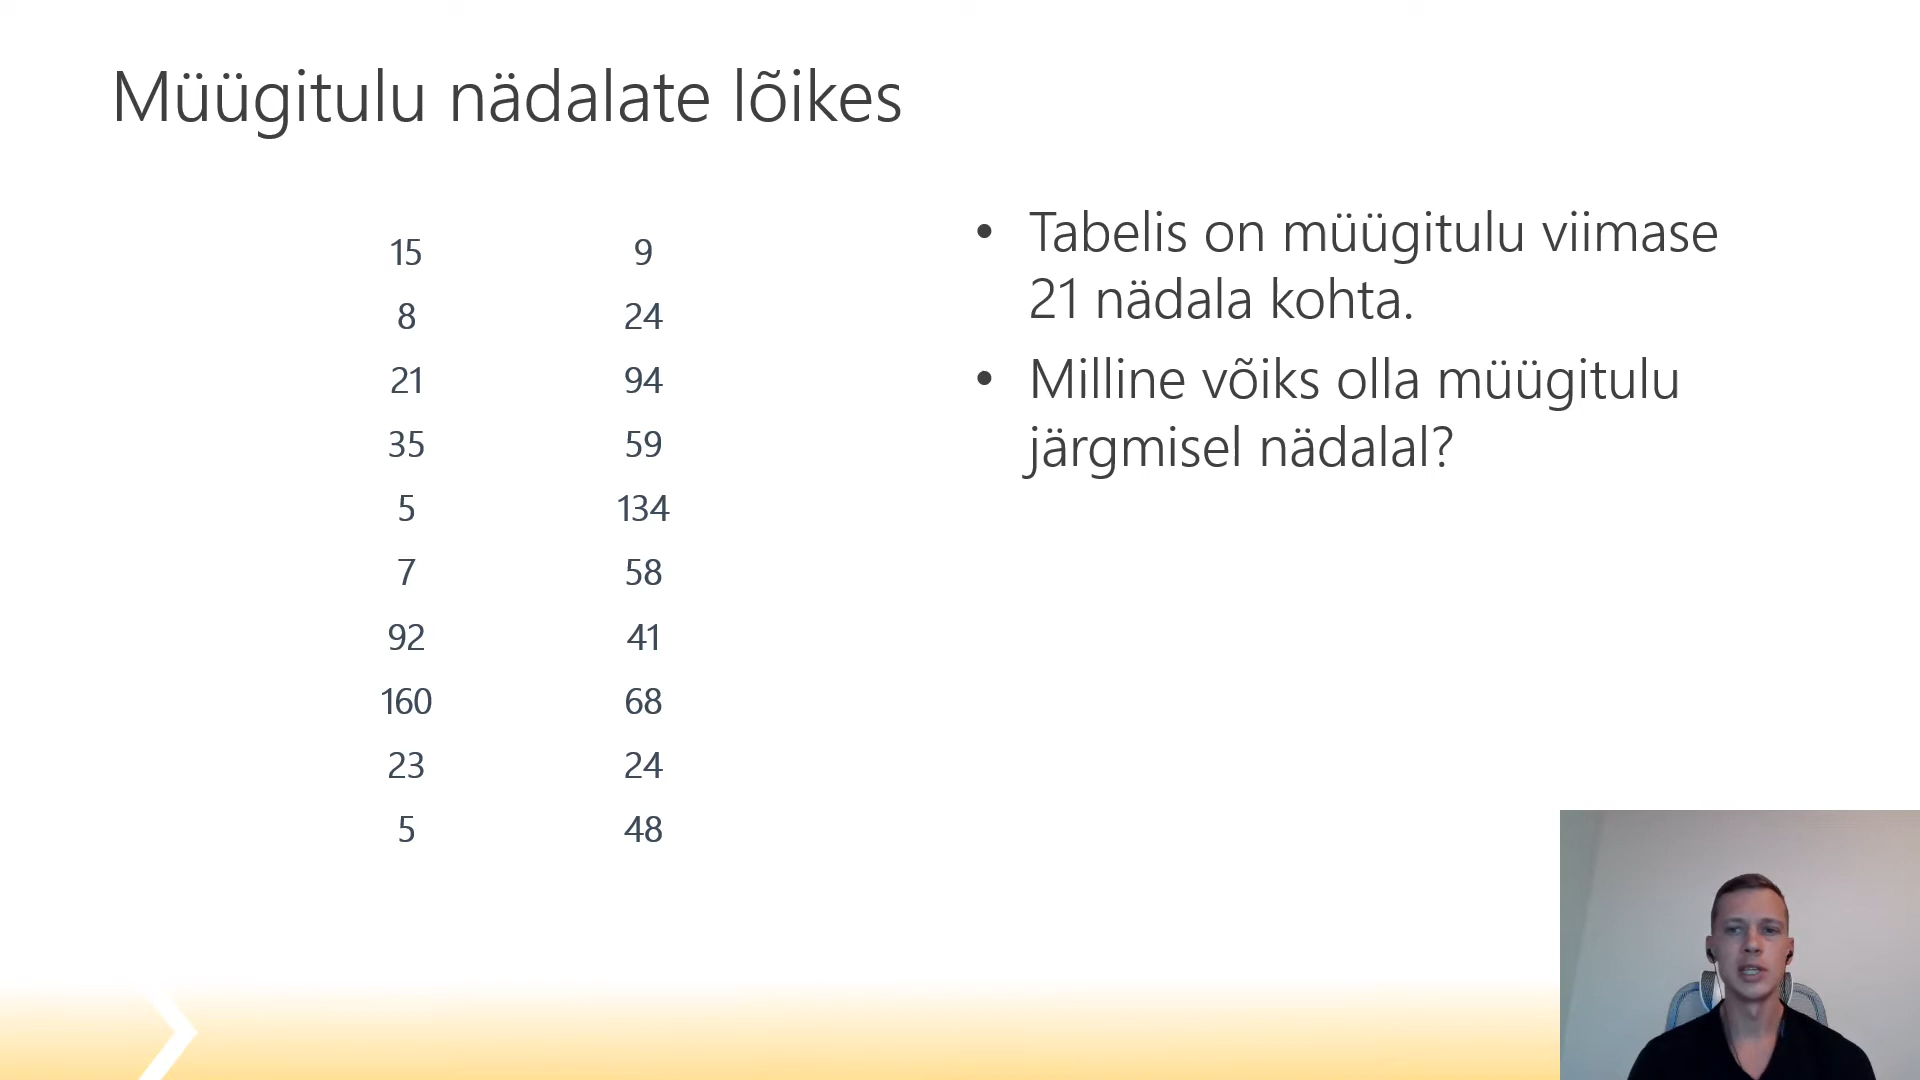 Müügitulu nädalate lõikes
15 9
8 24
21 94
35 59
5 134
7 58
92 41
160 68
23 24
5 48
• Tabelis on müügitulu viimase
21 nädala kohta.
• Milline võiks olla müügitulu
järgmisel nädalal?